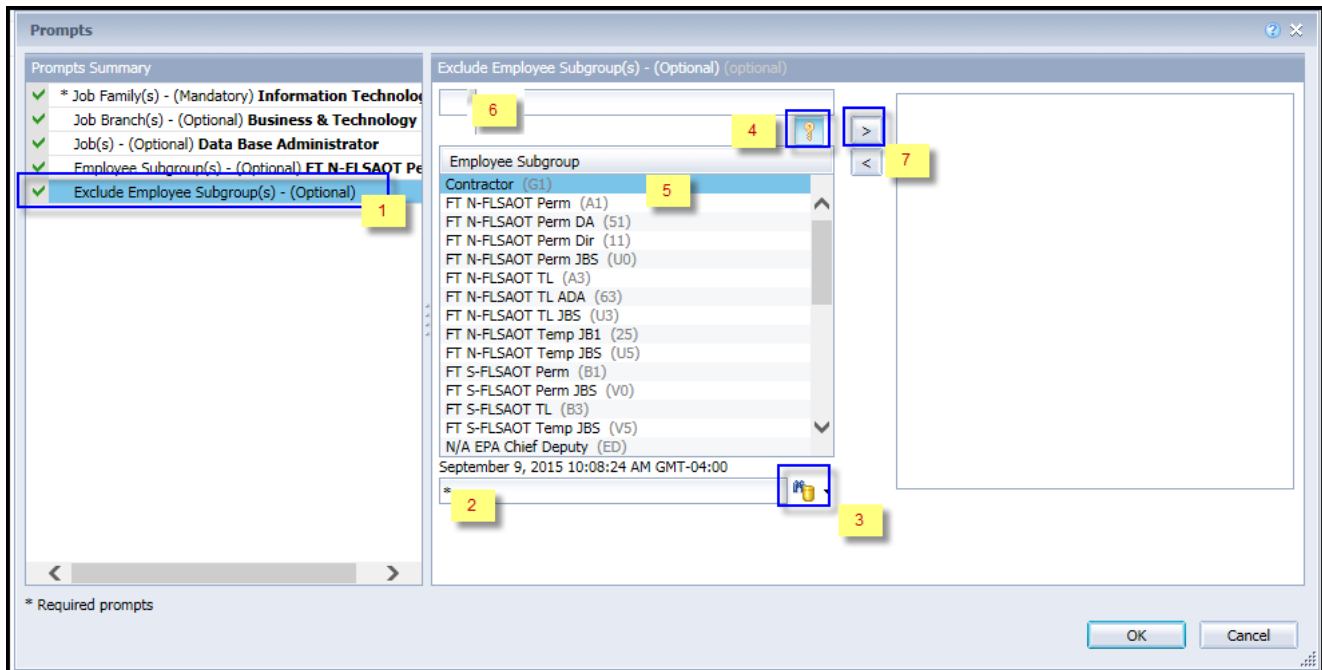 Prompts
Prompts Summary
* Job Family(s) - (Mandatory) Information Technolo
Job Branch(s) - (Optional) Business & Technology
Job(s) - (Optional) Data Base Administrator
Employee Subgroup(s) - (Optional) FT N-FLSAOT Pe
Exclude Employee Subgroup(s) - (Optional)
1
* Required prompts
Exclude Employee Subgroup(s) - (Optional) (optional)
6
4
>
<
7
Employee Subgroup
Contractor (G1)
5
FT N-FLSAOT Perm (A1)
FT N-FLSAOT Perm DA (51)
FT N-FLSAOT Perm Dir (11)
FT N-FLSAOT Perm JBS (U0)
FT N-FLSAOT TL (A3)
FT N-FLSAOT TL ADA (63)
FT N-FLSAOT TL JBS (U3)
FT N-FLSAOT Temp JB1 (25)
FT N-FLSAOT Temp JBS (U5)
FT S-FLSAOT Perm (B1)
FT S-FLSAOT Perm JBS (V0)
FT S-FLSAOT TL (B3)
FT S-FLSAOT Temp JBS (V5)
N/A EPA Chief Deputy (ED)
September 9, 2015 10:08:24 AM GMT-04:00
*
2
3
OK Cancel